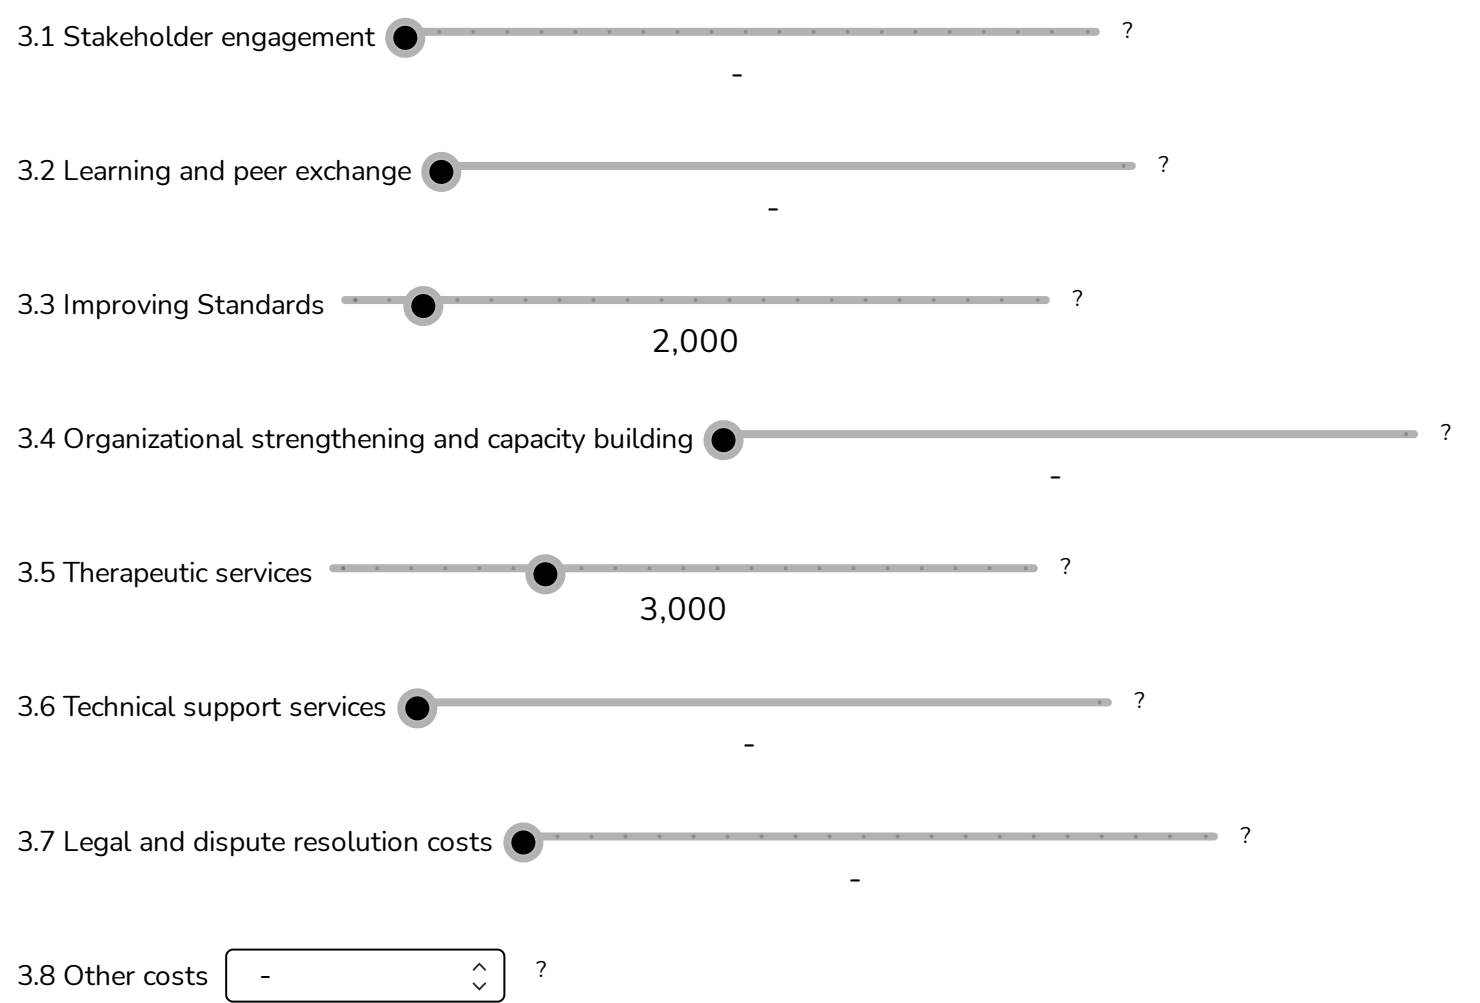 3.1 Stakeholder engagement ?
-
3.2 Learning and peer exchange ?
-
3.3 Improving Standards ?
2,000
3.4 Organizational strengthening and capacity building ?
-
3.5 Therapeutic services ?
3,000
3.6 Technical support services ?
-
3.7 Legal and dispute resolution costs ?
-
3.8 Other costs - ?